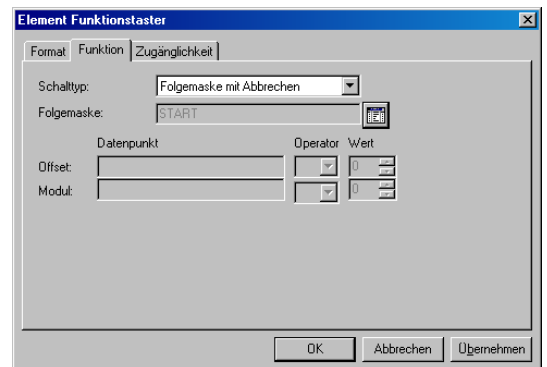 Element Funktionstaster
Format Funktion Zugänglichkeit
Schalttyp: Folgemaske mit Abbrechen
Folgemaske: START
Datenpunkt Operator Wert
Offset: 0
Modul: 0
OK Abbrechen Übernehmen